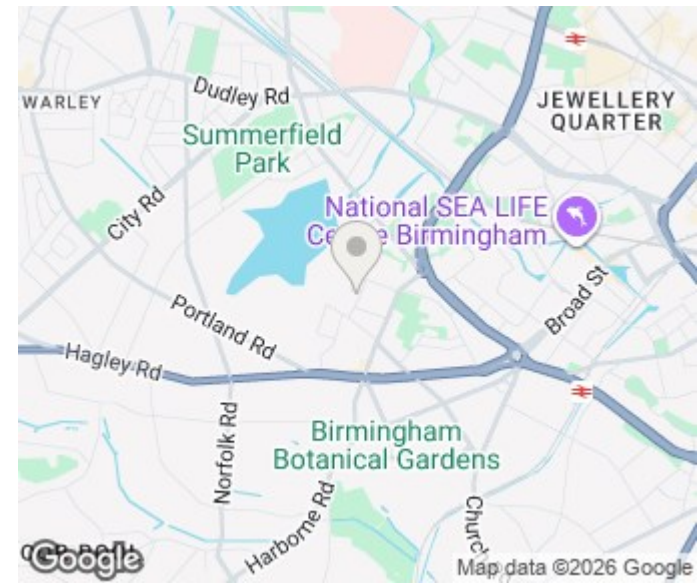 Dudley Rd
WARLEY
JEWELLERY
QUARTER
Summerfield
Park
City Rd
National SEA LIFE
Centre Birmingham
Broad St
Portland Rd
Hagley Rd
Norfolk Rd
Birmingham
Botanical Gardens
Harborne Rd
Church
Google
Map data ©2026 Google